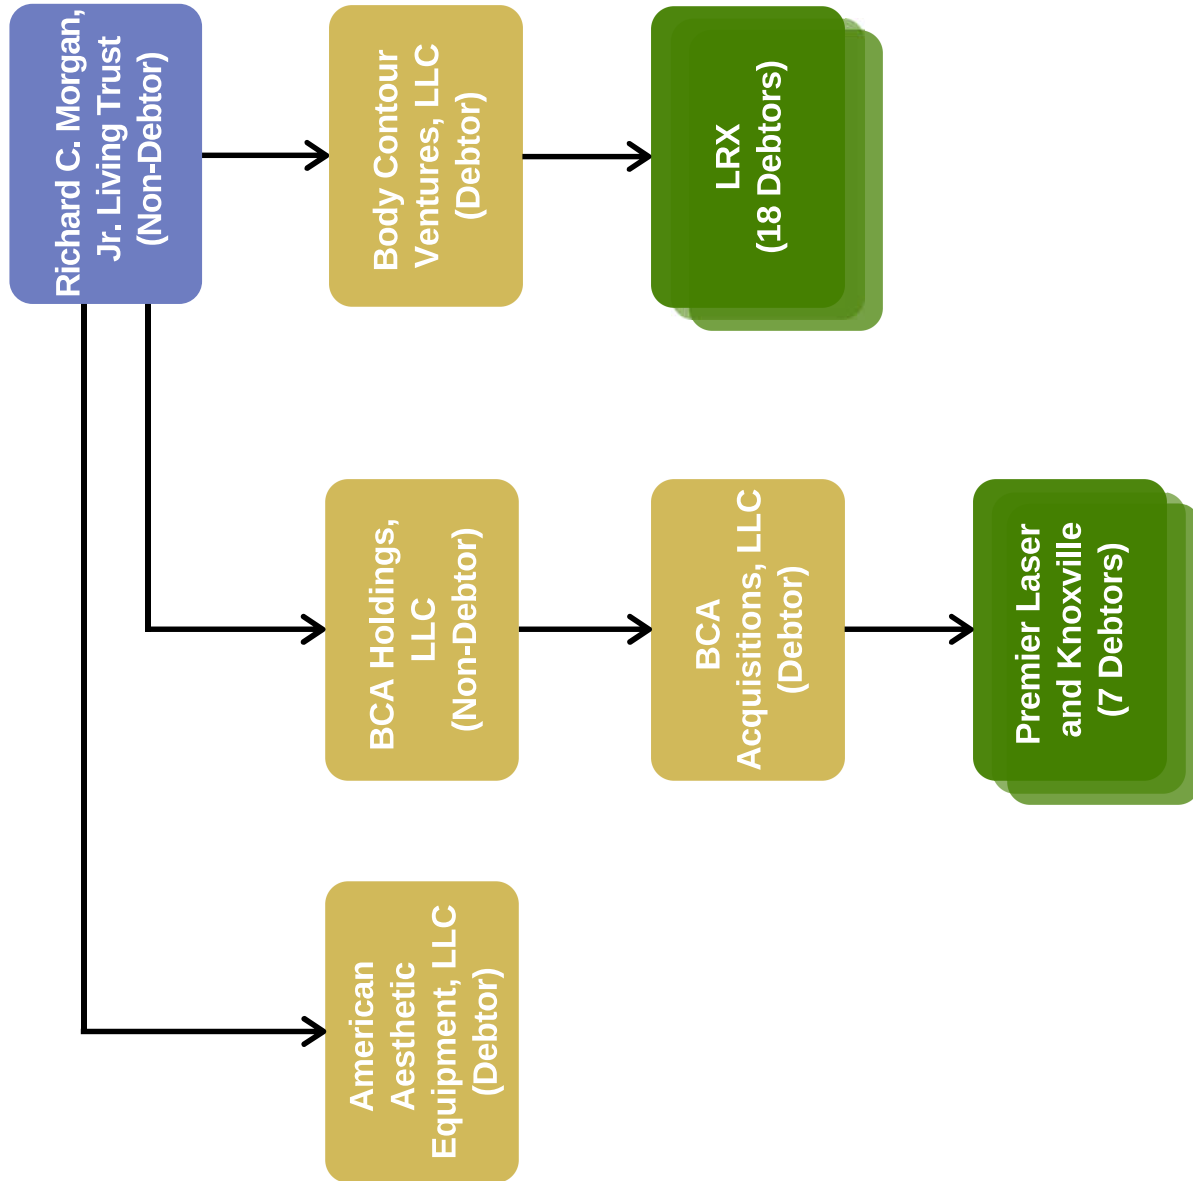 Richard C. Morgan,
Jr. Living Trust
(Non-Debtor)
Body Contour
Ventures, LLC
(Debtor)
LRX
(18 Debtors)
BCA Holdings,
LLC
(Non-Debtor)
BCA
Acquisitions, LLC
(Debtor)
Premier Laser
and Knoxville
(7 Debtors)
American
Aesthetic
Equipment, LLC
(Debtor)